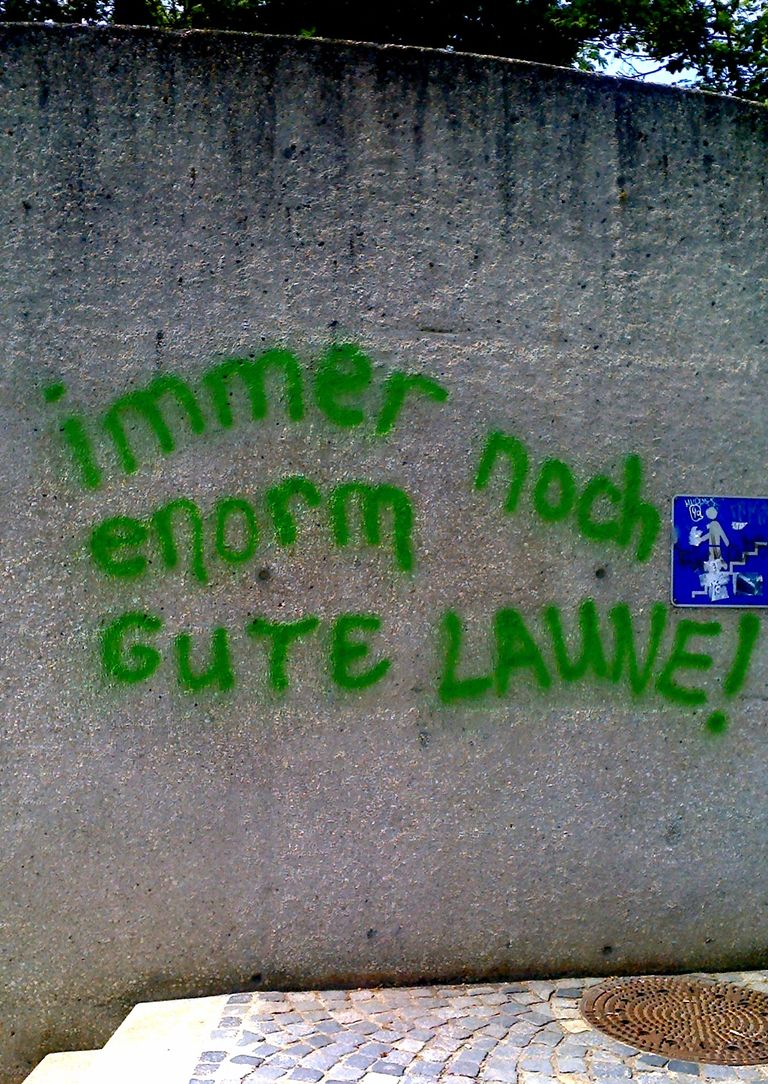 immer noch
enorm
GUTE LAUNE!